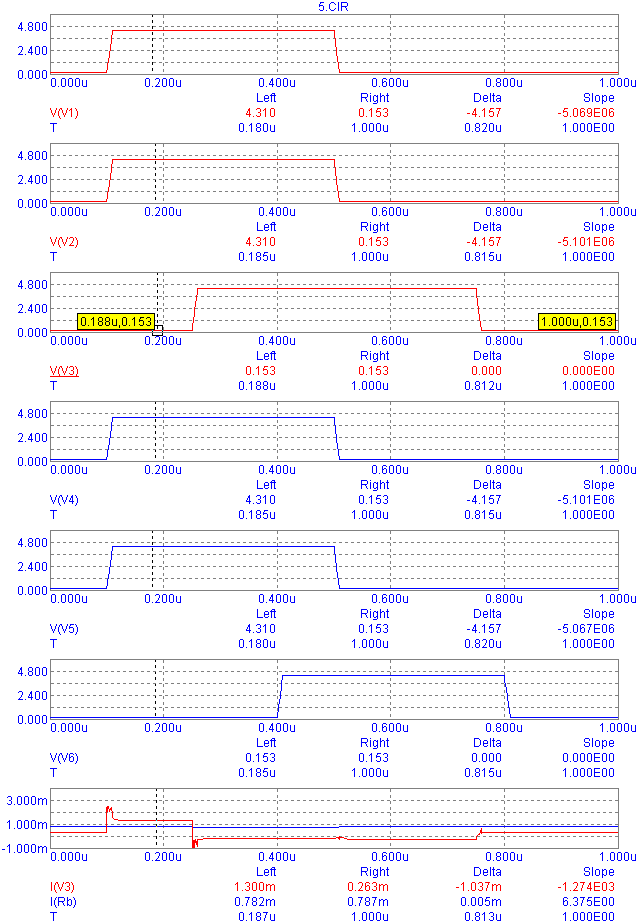 5.CIR
4.800
2.400
0.000
0.000u 0.200u 0.400u 0.600u 0.800u 1.000u
Left Right Delta Slope
V(V1) 4.310 0.153 -4.157 -5.069E06
T 0.180u 1.000u 0.820u 1.000E00
4.800
2.400
0.000
0.000u 0.200u 0.400u 0.600u 0.800u 1.000u
Left Right Delta Slope
V(V2) 4.310 0.153 -4.157 -5.101E06
T 0.185u 1.000u 0.815u 1.000E00
4.800
2.400
0.188u,0.153 1.000u,0.153
0.000
0.000u 0.200u 0.400u 0.600u 0.800u 1.000u
Left Right Delta Slope
V(V3) 0.153 0.153 0.000 0.000E00
T 0.188u 1.000u 0.812u 1.000E00
4.800
2.400
0.000
0.000u 0.200u 0.400u 0.600u 0.800u 1.000u
Left Right Delta Slope
V(V4) 4.310 0.153 -4.157 -5.101E06
T 0.185u 1.000u 0.815u 1.000E00
4.800
2.400
0.000
0.000u 0.200u 0.400u 0.600u 0.800u 1.000u
Left Right Delta Slope
V(V5) 4.310 0.153 -4.157 -5.067E06
T 0.180u 1.000u 0.820u 1.000E00
4.800
2.400
0.000
0.000u 0.200u 0.400u 0.600u 0.800u 1.000u
Left Right Delta Slope
V(V6) 0.153 0.153 0.000 0.000E00
T 0.185u 1.000u 0.815u 1.000E00
3.000m
1.000m
-1.000m
0.000u 0.200u 0.400u 0.600u 0.800u 1.000u
Left Right Delta Slope
I(V3) 1.300m 0.263m -1.037m -1.274E03
I(Rb) 0.782m 0.787m 0.005m 6.375E00
T 0.187u 1.000u 0.813u 1.000E00